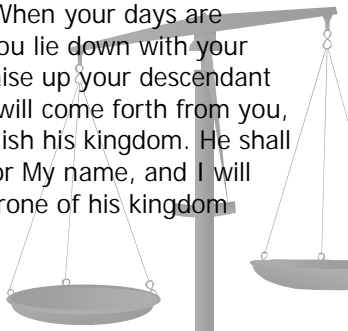 When your days are
ou lie down with your
aise up your descendant
will come forth from you,
ish his kingdom. He shall
or My name, and I will
rone of his kingdom